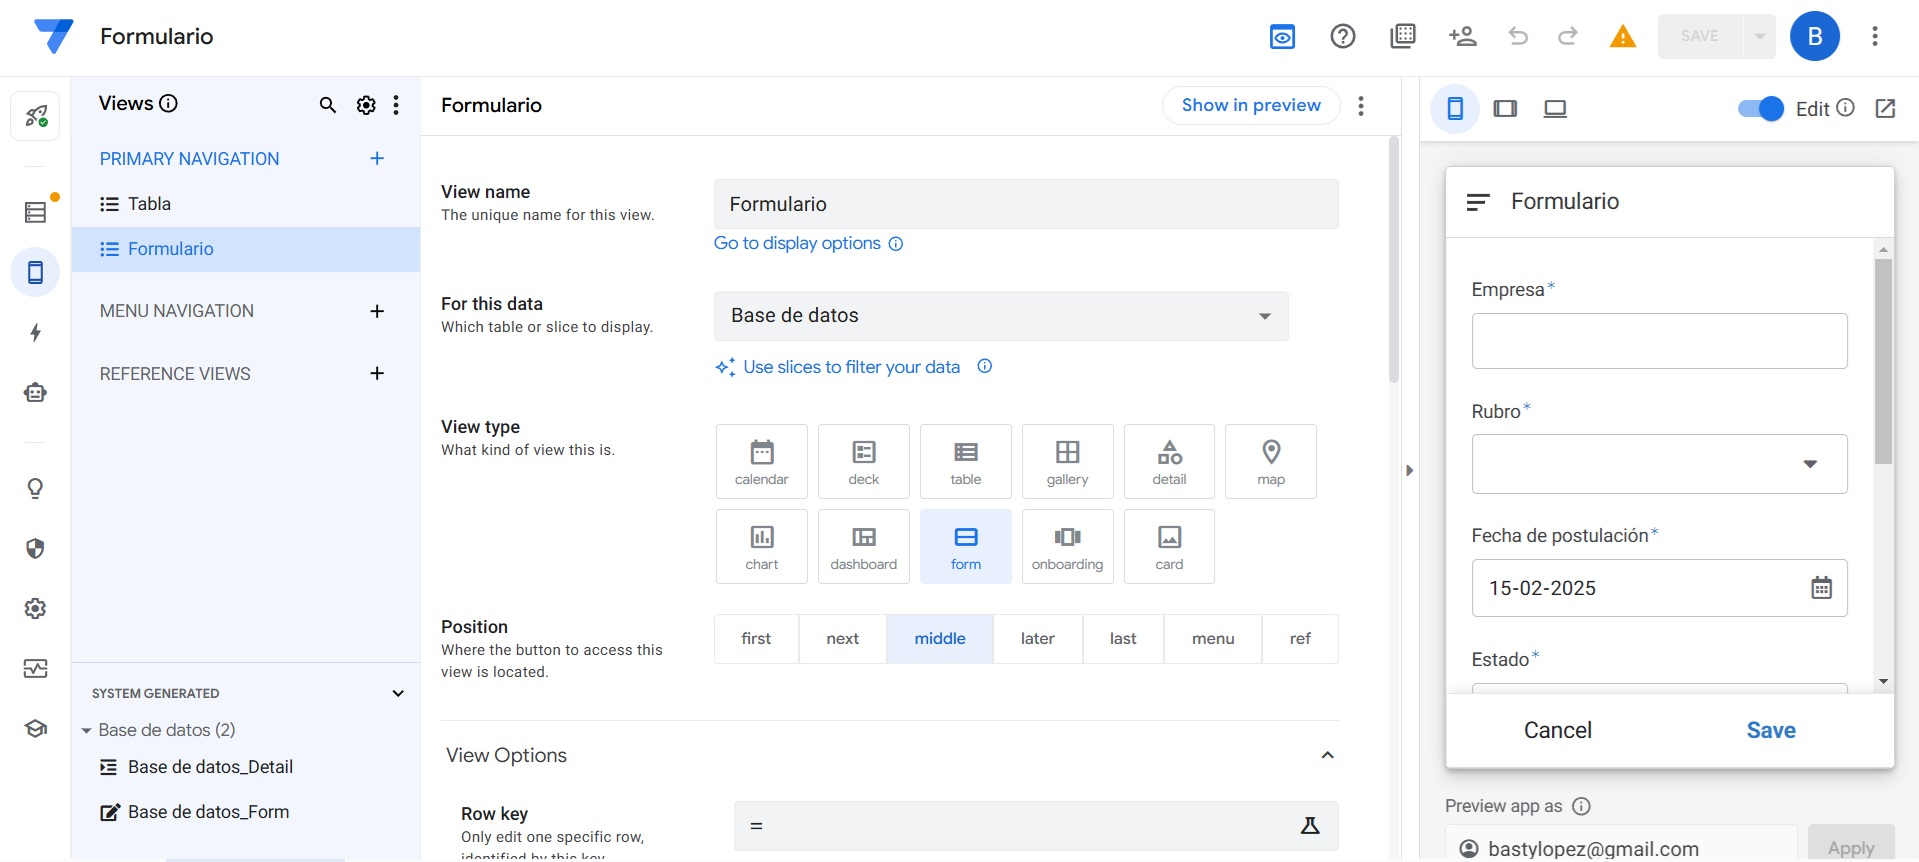 Formulario
SAVE
B
Views
PRIMARY NAVIGATION
Tabla
Formulario
MENU NAVIGATION
REFERENCE VIEWS
SYSTEM GENERATED
Base de datos (2)
Base de datos_Detail
Base de datos_Form
Formulario
Show in preview
View name
The unique name for this view.
Formulario
Go to display options
For this data
Which table or slice to display.
Base de datos
Use slices to filter your data
View type
What kind of view this is.
calendar deck table gallery detail map
chart dashboard form onboarding card
Position
Where the button to access this
view is located.
first next middle later last menu ref
View Options
Row key
Only edit one specific row,
identified by this key
=
Edit
Formulario
Empresa*
Rubro*
Fecha de postulación*
15-02-2025
Estado*
Cancel Save
Preview app as
bastylopez@gmail.com
Apply